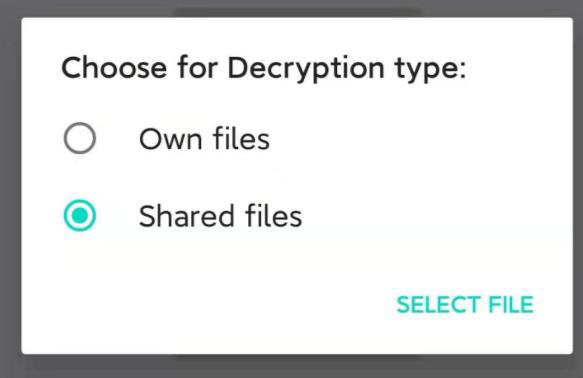 Choose for Decryption type:
Own files
Shared files
SELECT FILE